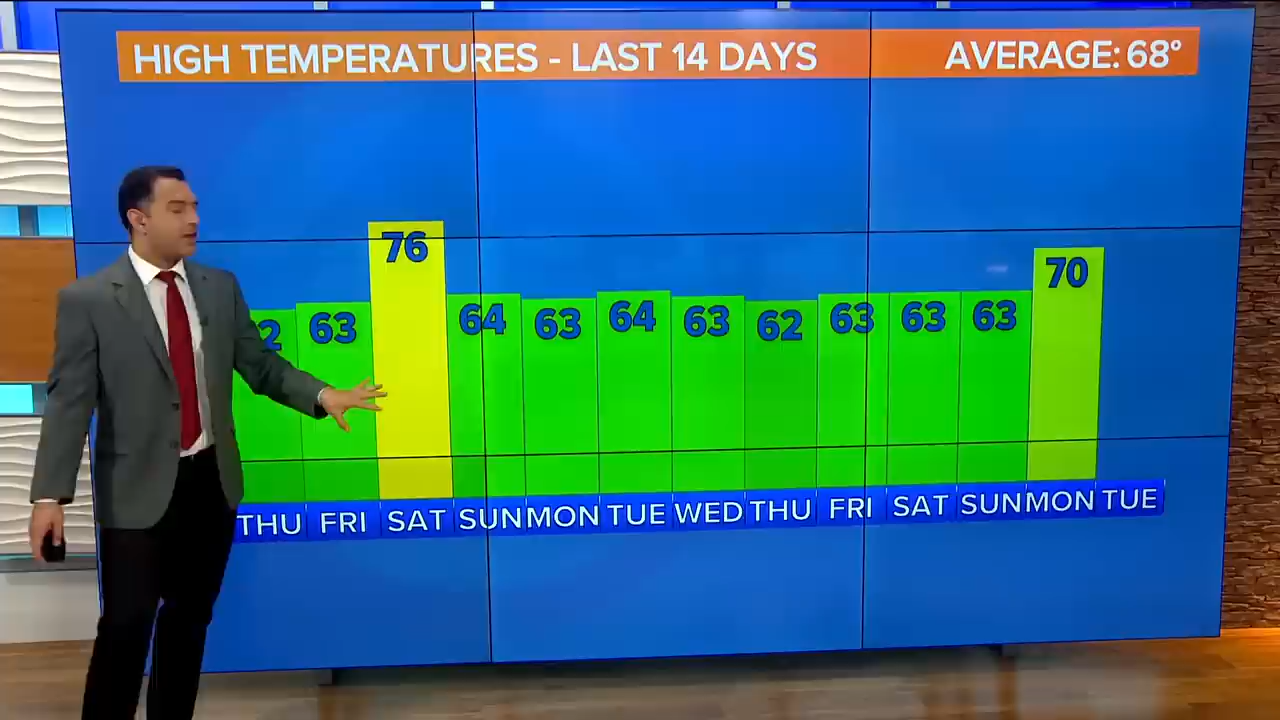 HIGH TEMPERATURES - LAST 14 DAYS AVERAGE: 68°
2 63 76 64 63 64 63 62 63 63 63 70
THU FRI SAT SUN MON TUE WED THU FRI SAT SUN MON TUE